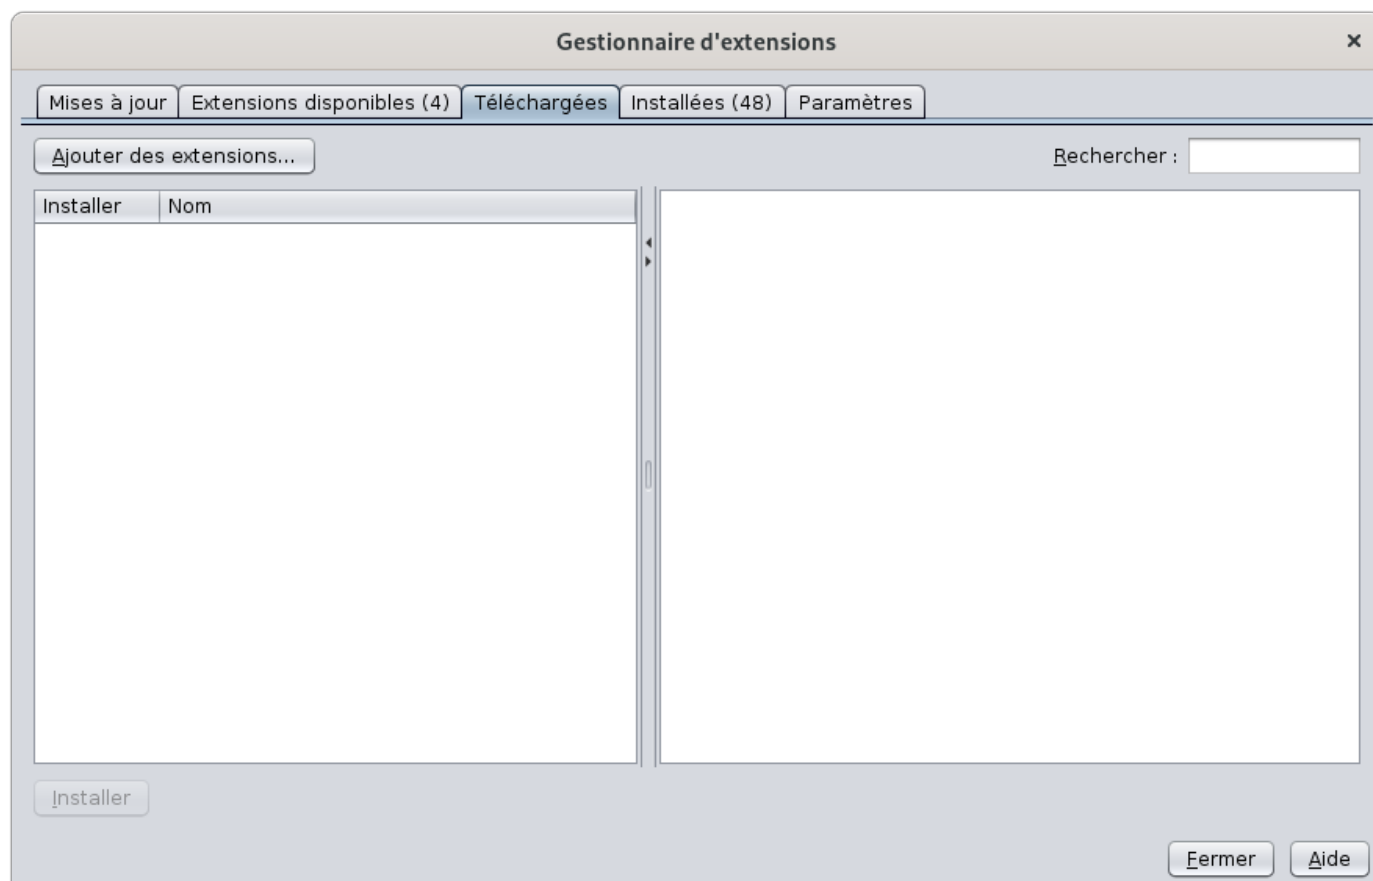 Gestionnaire d'extensions
Mises à jour Extensions disponibles (4) Téléchargées Installées (48) Paramètres
Ajouter des extensions... Rechercher :
Installer Nom
Installer
Fermer Aide